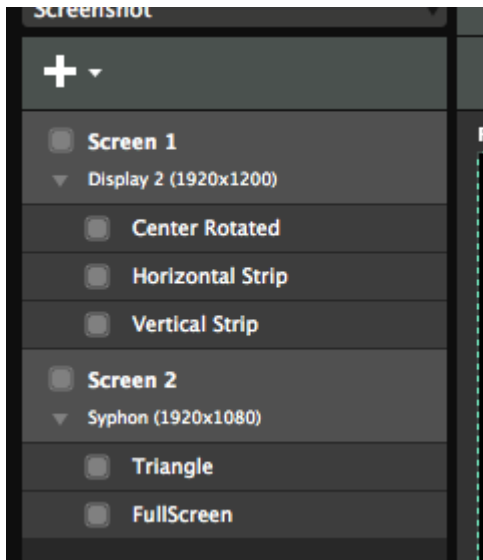 Screenshot
Screen 1
Display 2 (1920x1200)
Center Rotated
Horizontal Strip
Vertical Strip
Screen 2
Syphon (1920x1080)
Triangle
FullScreen